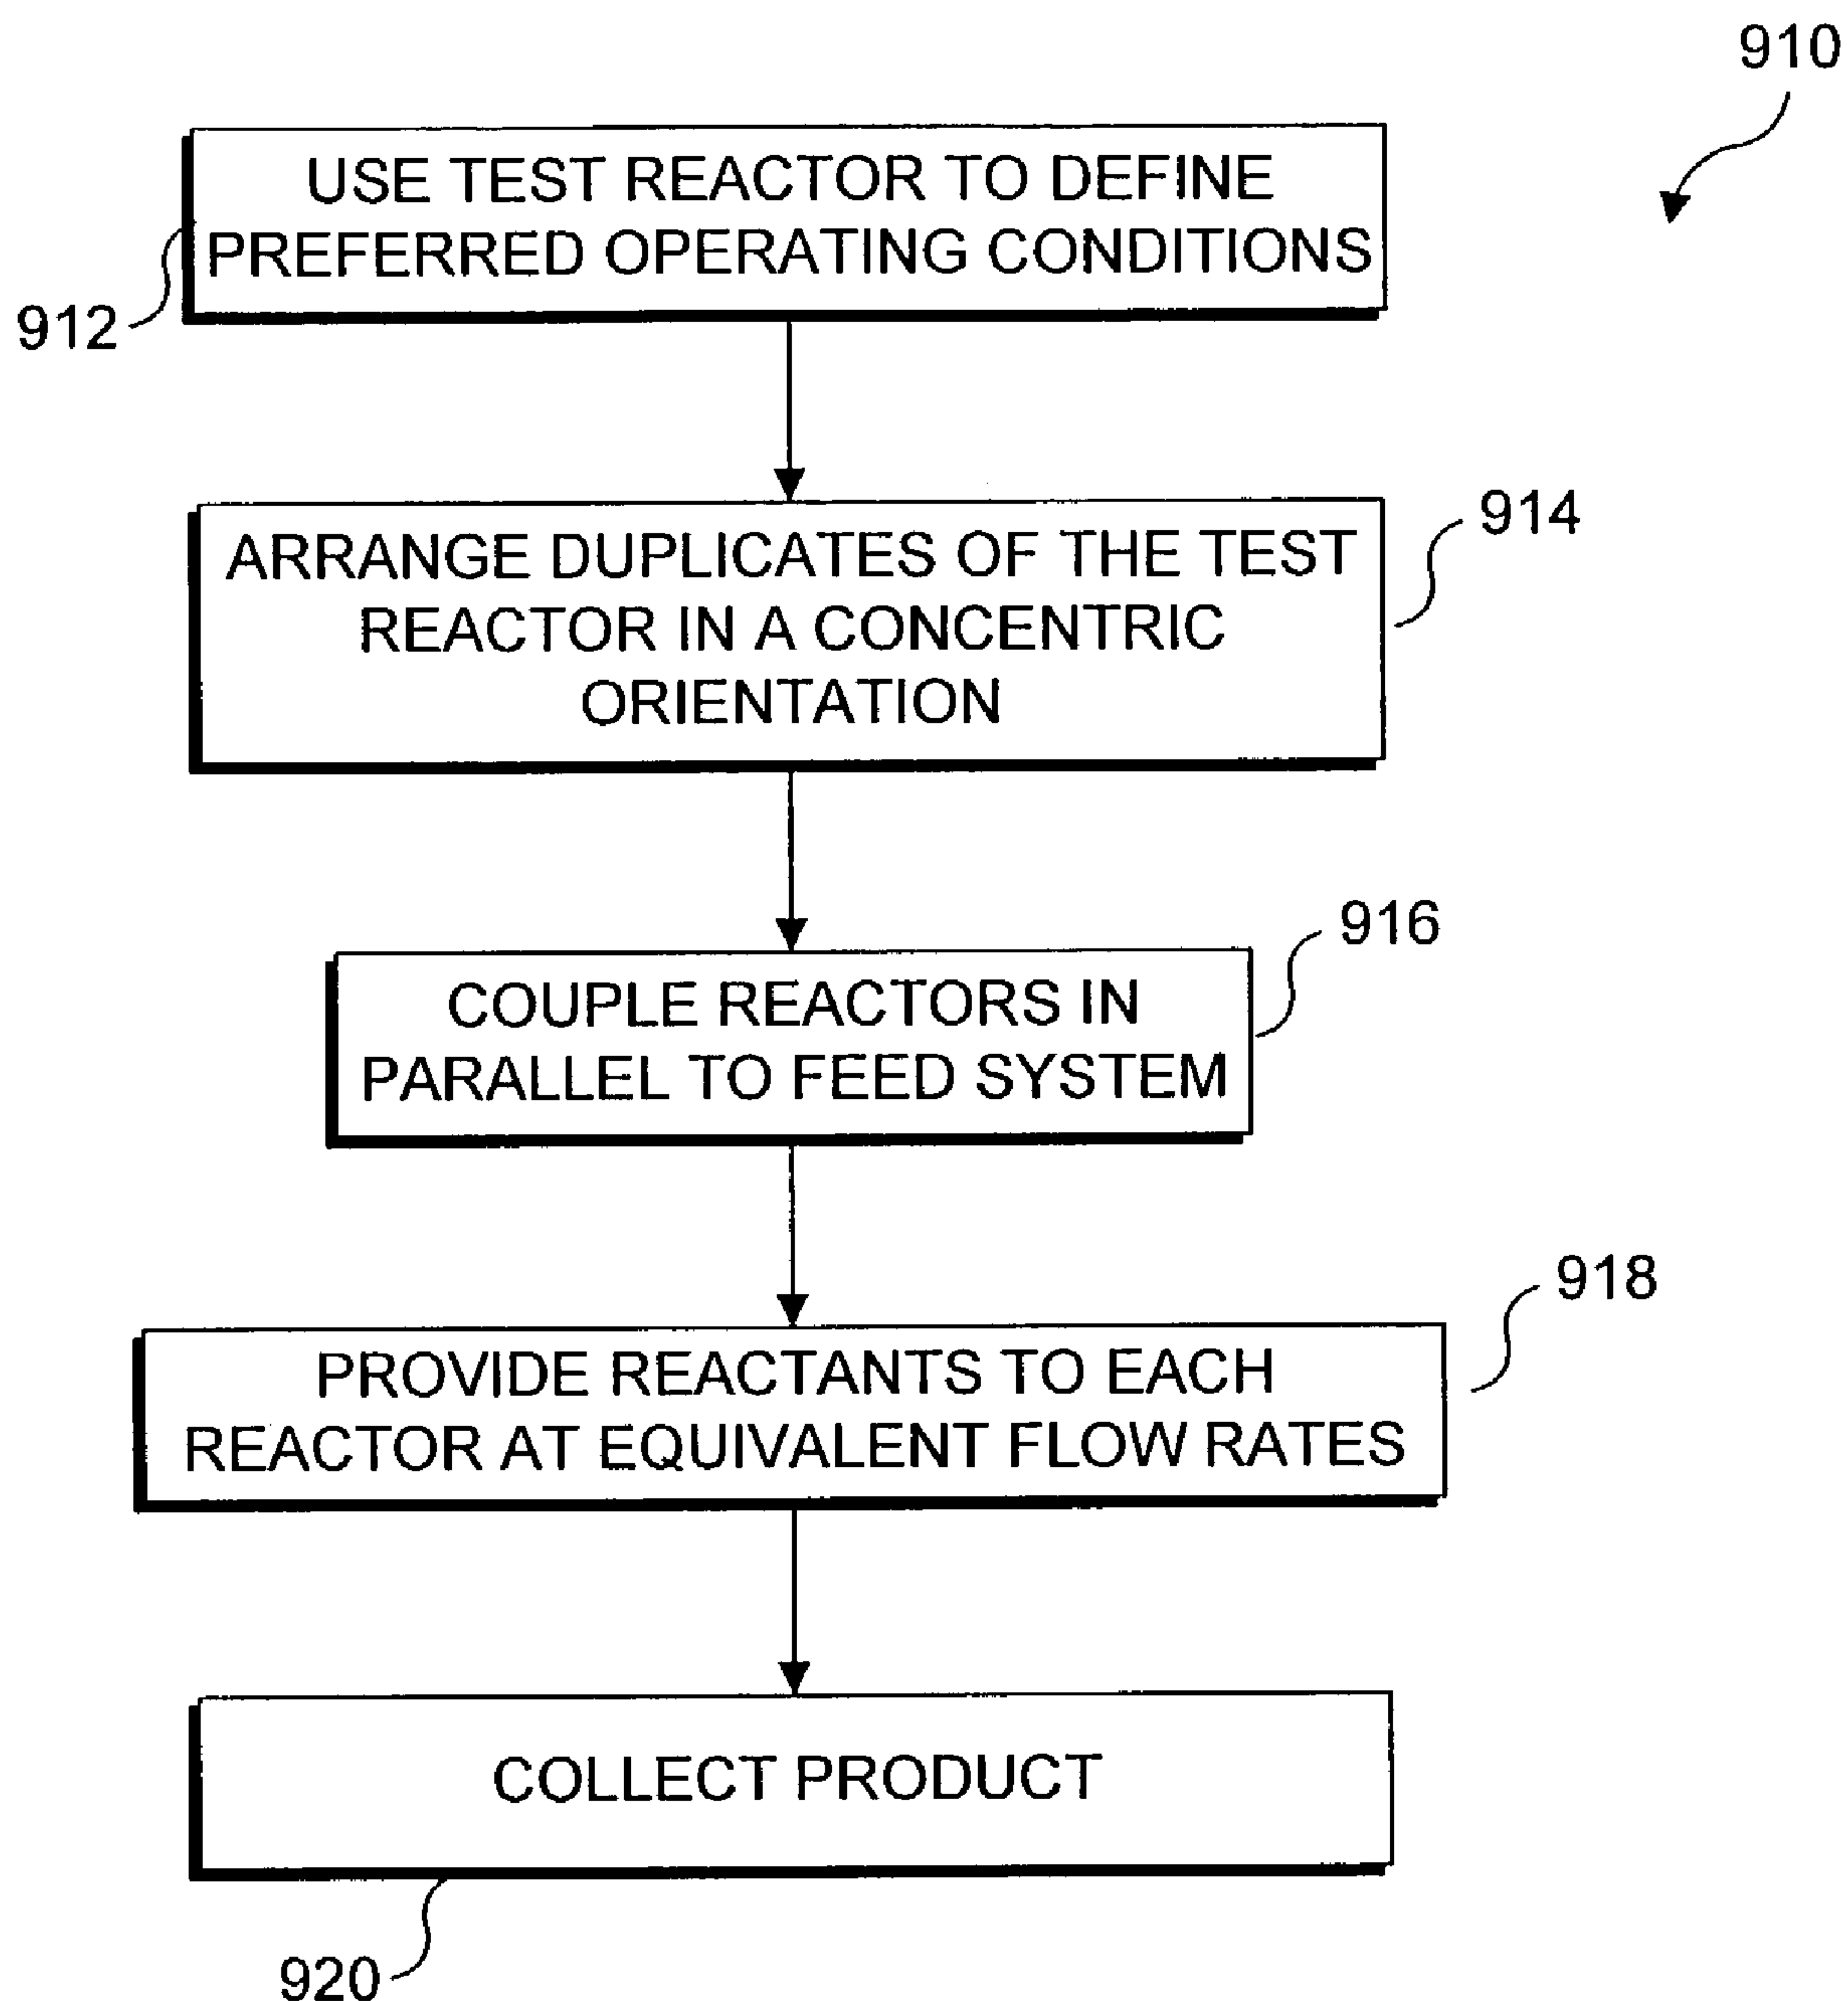 910
USE TEST REACTOR TO DEFINE
PREFERRED OPERATING CONDITIONS
912
ARRANGE DUPLICATES OF THE TEST
REACTOR IN A CONCENTRIC
ORIENTATION
914
COUPLE REACTORS IN
PARALLEL TO FEED SYSTEM
916
PROVIDE REACTANTS TO EACH
REACTOR AT EQUIVALENT FLOW RATES
918
COLLECT PRODUCT
920